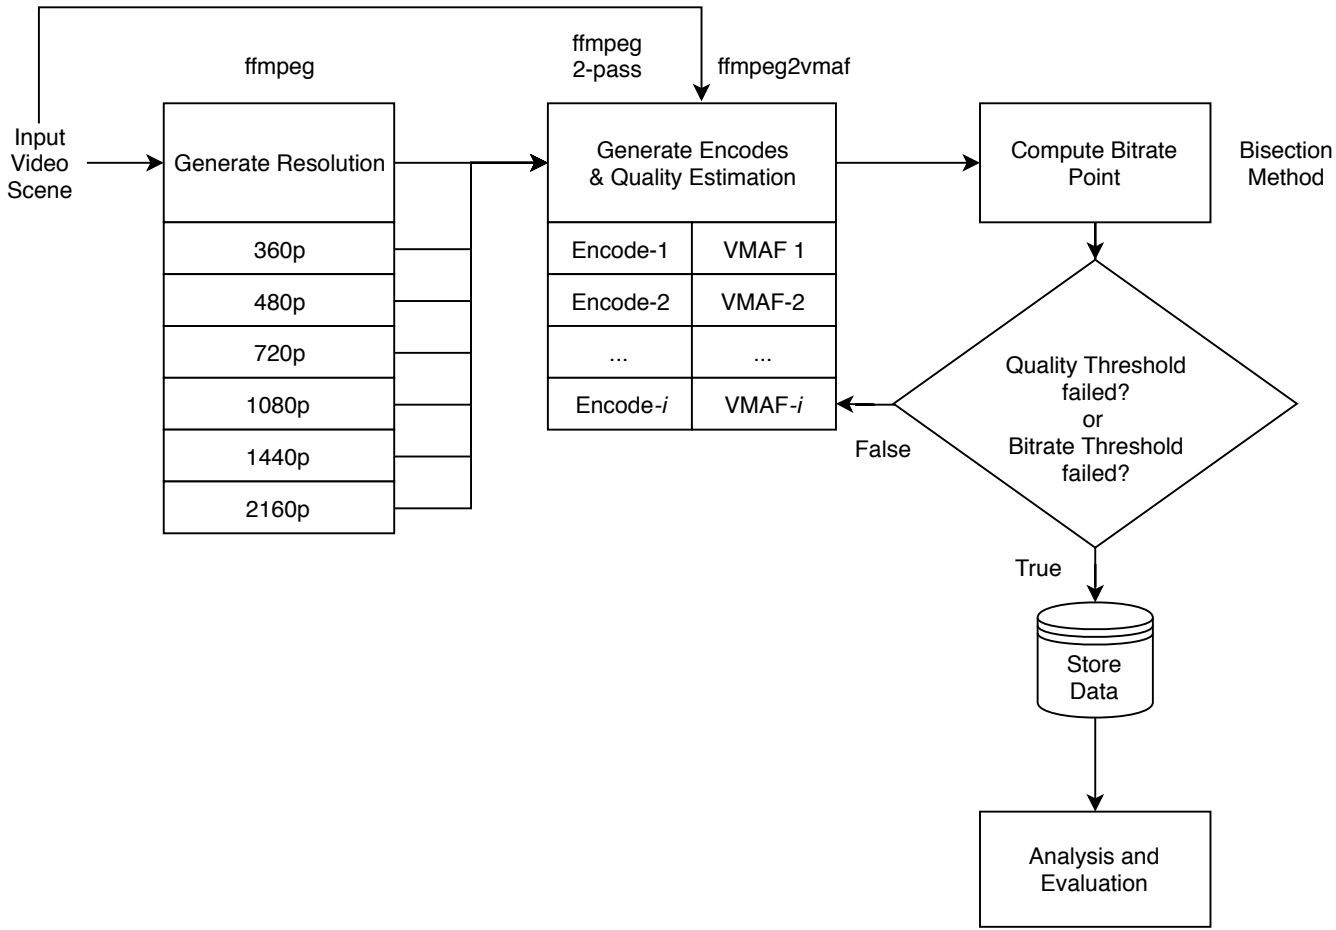 ffmpeg
ffmpeg
2-pass
ffmpeg2vmaf
Input
Video
Scene
Generate Resolution
360p
480p
720p
1080p
1440p
2160p
Generate Encodes
& Quality Estimation
Encode-1
VMAF 1
Encode-2
VMAF-2
...
...
Encode-i
VMAF-i
Compute Bitrate
Point
Bisection
Method
Quality Threshold
failed?
or
Bitrate Threshold
failed?
False
True
Store
Data
Analysis and
Evaluation